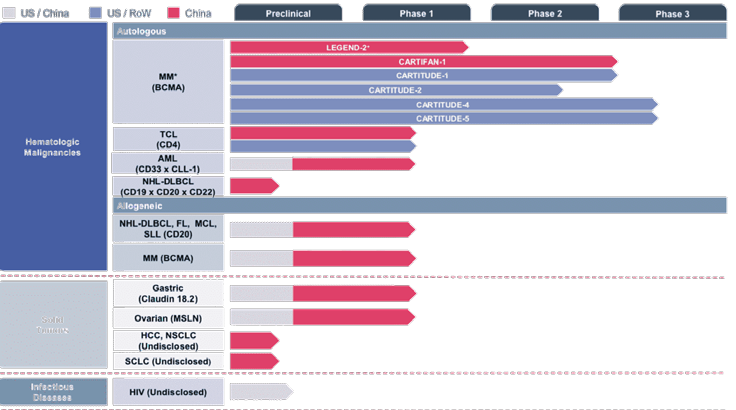 US / China US / RoW China Preclinical Phase 1 Phase 2 Phase 3
Autologous
Hematologic
Malignancies
MM*
(BCMA)
LEGEND-2*
CARTIFAN-1
CARTITUDE-1
CARTITUDE-2
CARTITUDE-4
CARTITUDE-5
TCL
(CD4)
AML
(CD33 x CLL-1)
NHL-DLBCL
(CD19 x CD20 x CD22)
Allogeneic
NHL-DLBCL, FL, MCL,
SLL (CD20)
MM (BCMA)
Solid
Tumors
Gastric
(Claudin 18.2)
Ovarian (MSLN)
HCC, NSCLC
(Undisclosed)
SCLC (Undisclosed)
Infectious
Diseases
HIV (Undisclosed)